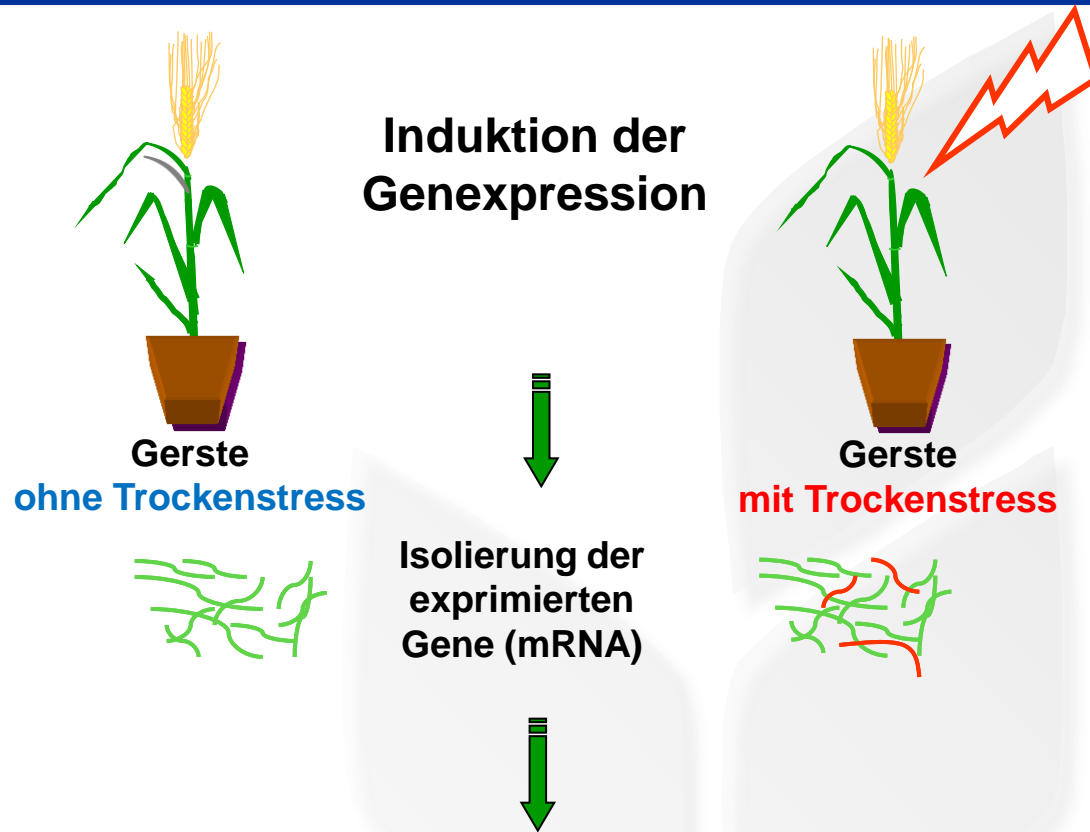 Induktion der
Genexpression
Gerste
ohne Trockenstress
Gerste
mit Trockenstress
Isolierung der
exprimierten
Gene (mRNA)